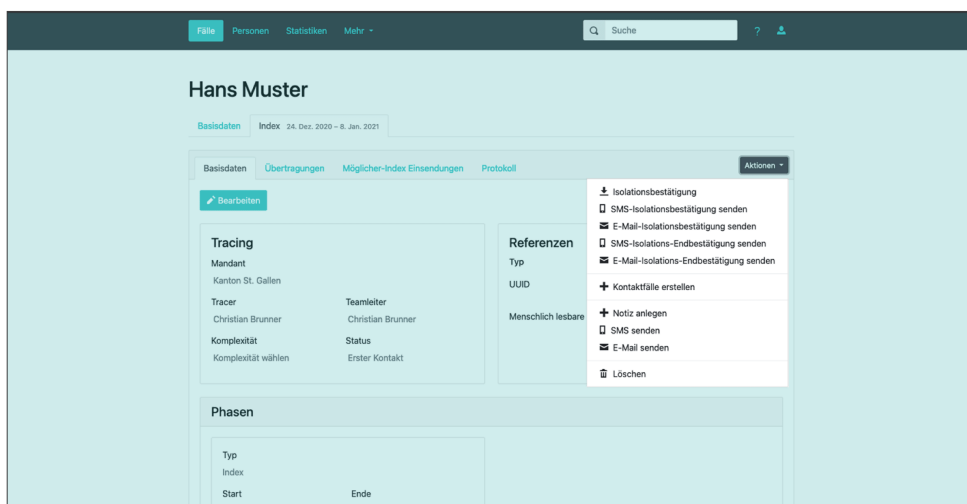 Fälle Personen Statistiken Mehr Suche ?
Hans Muster
Basisdaten Index 24. Dez. 2020 – 8. Jan. 2021
Basisdaten Übertragungen Möglicher-Index Einsendungen Protokoll Aktionen
Bearbeiten
Isolationsbestätigung
SMS-Isolationsbestätigung senden
E-Mail-Isolationsbestätigung senden
SMS-Isolations-Endbestätigung senden
E-Mail-Isolations-Endbestätigung senden
Kontaktfälle erstellen
Notiz anlegen
SMS senden
E-Mail senden
Löschen
Tracing
Mandant
Kanton St. Gallen
Tracer Teamleiter
Christian Brunner Christian Brunner
Komplexität Status
Komplexität wählen Erster Kontakt
Referenzen
Typ
UUID
Menschlich lesbare
Phasen
Typ
Index
Start Ende